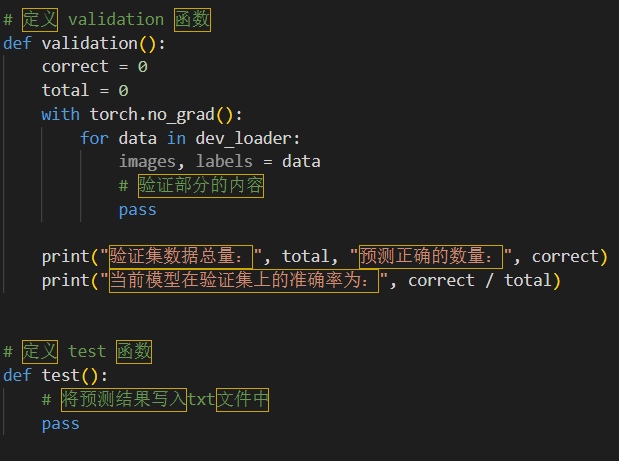 # 定义 validation 函数
def validation():
    correct = 0
    total = 0
    with torch.no_grad():
        for data in dev_loader:
            images, labels = data
            # 验证部分的内容
            pass
    print("验证集数据总量：", total, "预测正确的数量：", correct)
    print("当前模型在验证集上的准确率为：", correct / total)
# 定义 test 函数
def test():
    # 将预测结果写入txt文件中
    pass